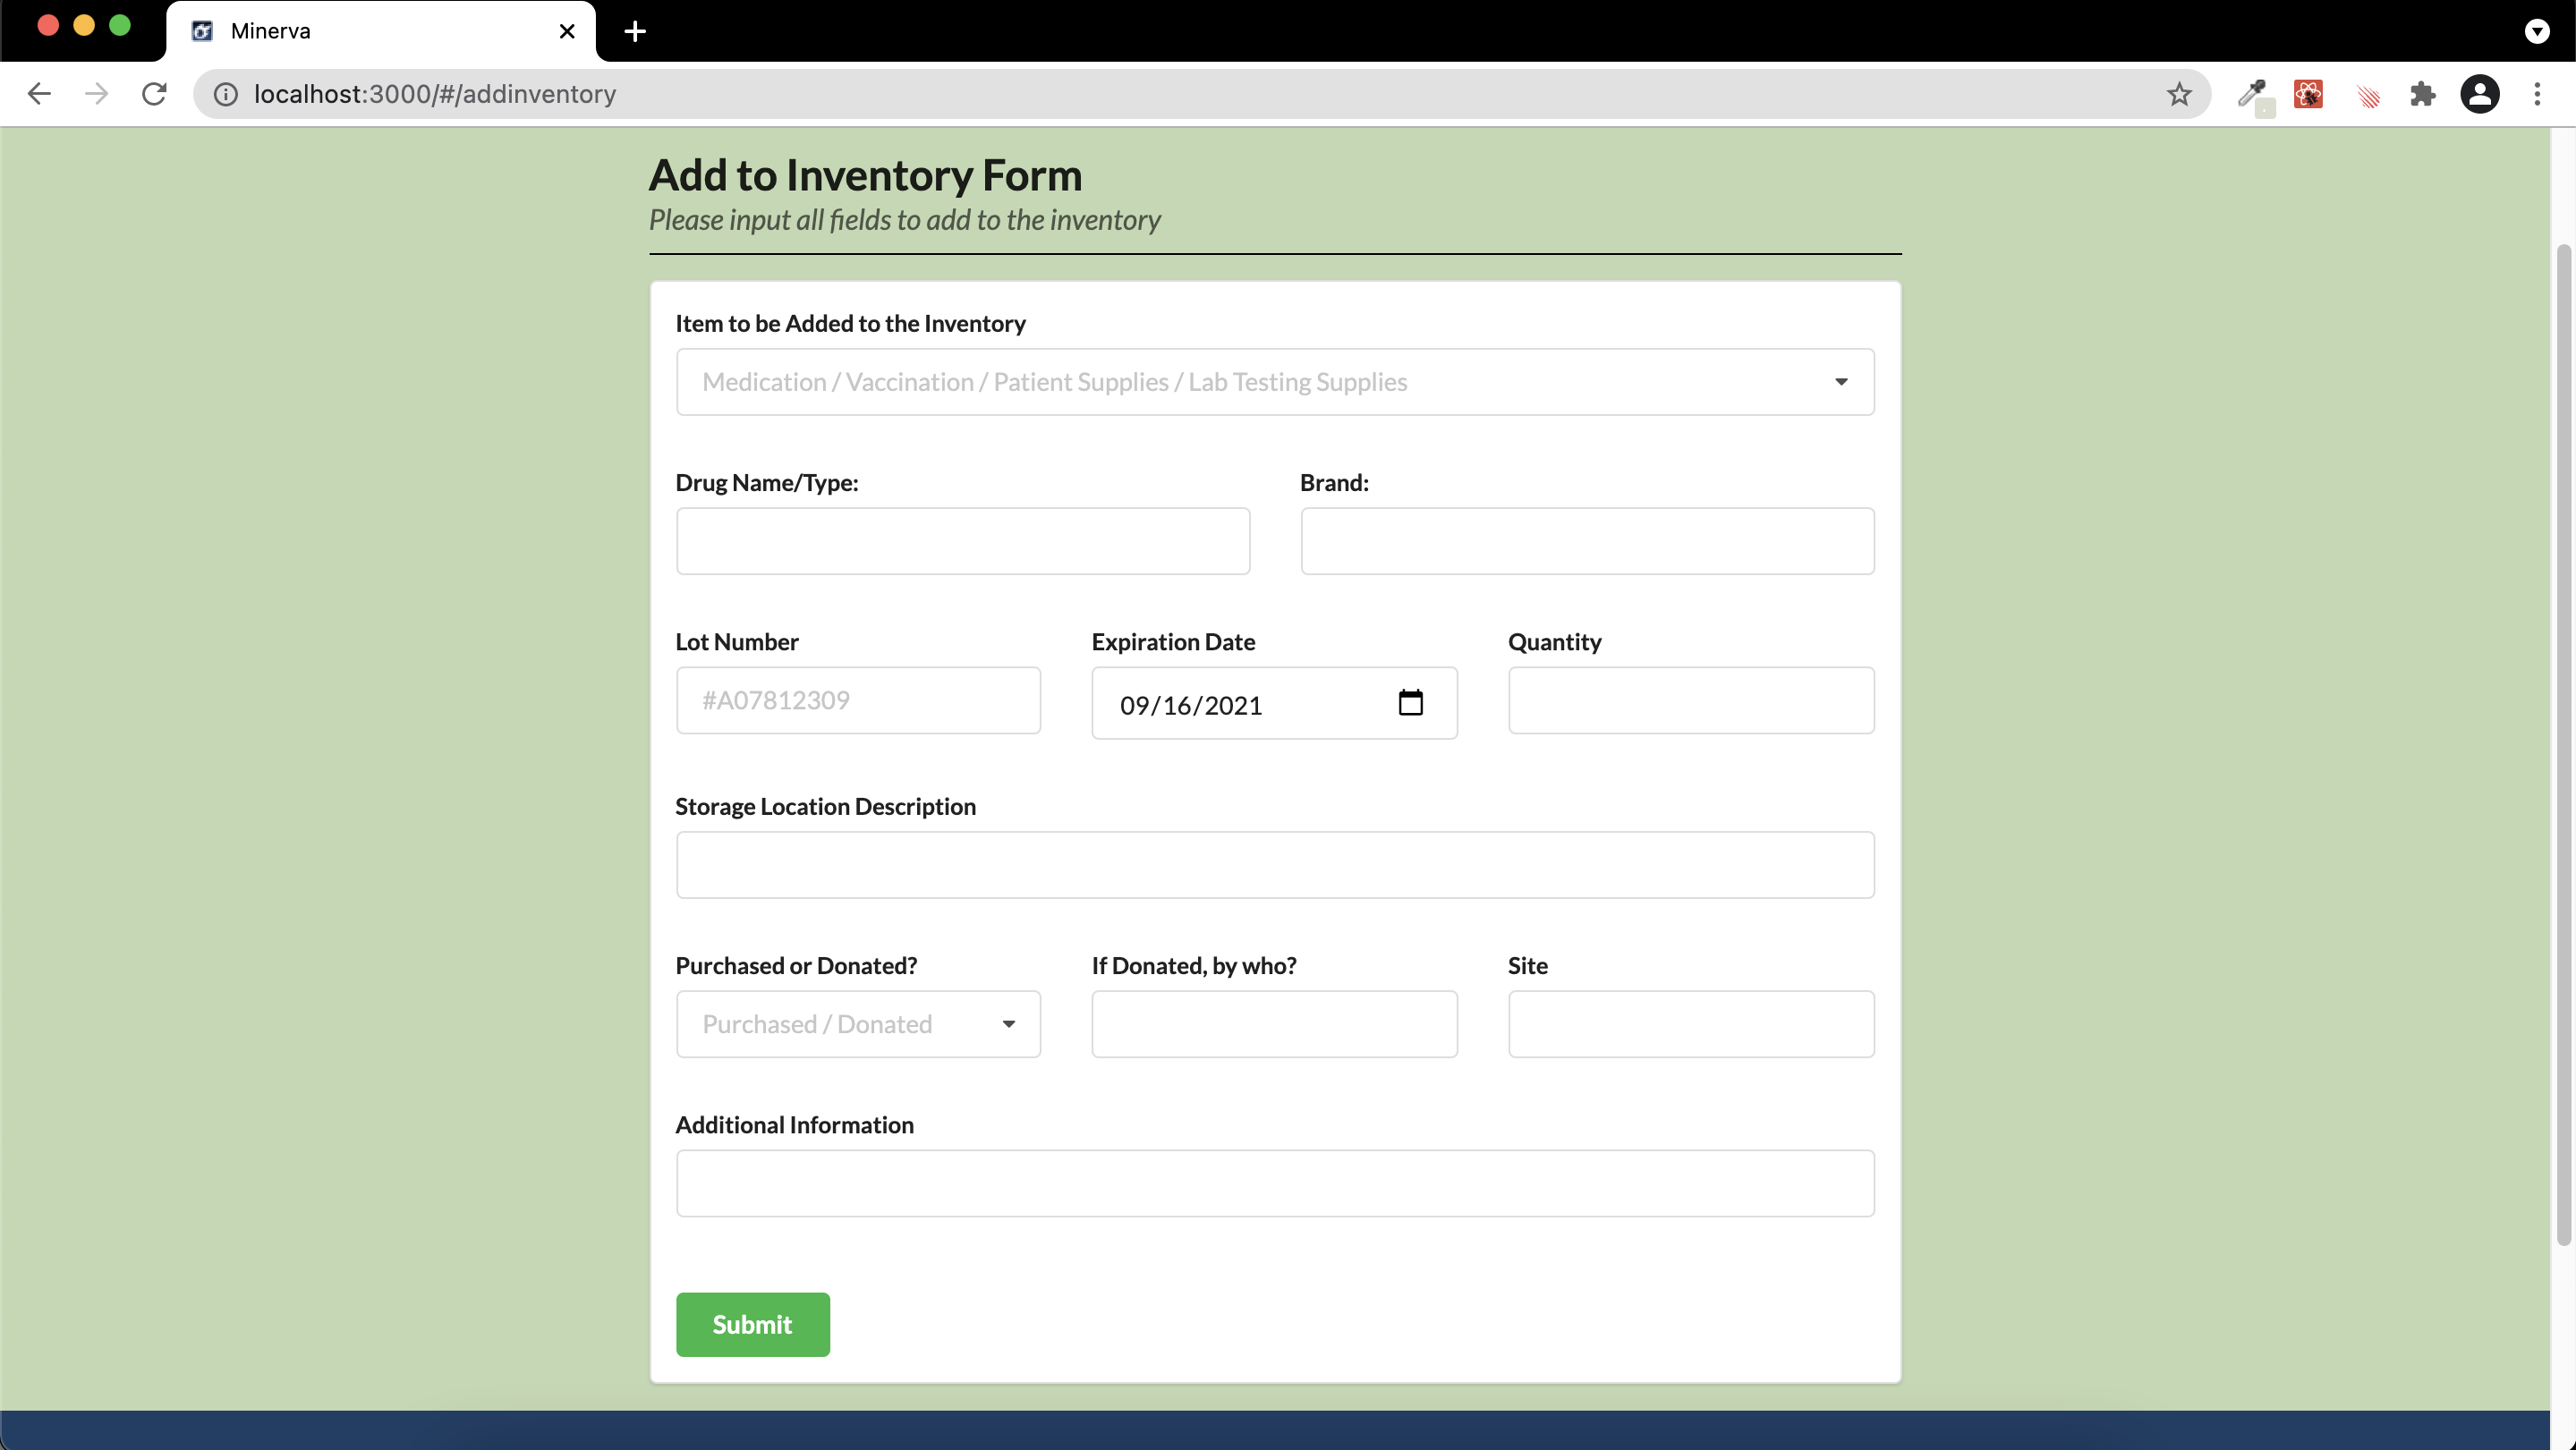 Minerva
localhost:3000/#/addinventory
Add to Inventory Form
Please input all fields to add to the inventory
Item to be Added to the Inventory
Medication / Vaccination / Patient Supplies / Lab Testing Supplies
Drug Name/Type: Brand:
Lot Number Expiration Date Quantity
#A07812309 09/16/2021
Storage Location Description
Purchased or Donated? If Donated, by who? Site
Purchased / Donated
Additional Information
Submit